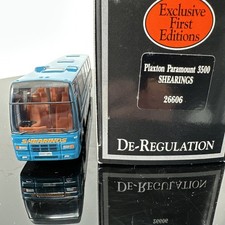 Exclusive
First
Editions
Plaxton Paramount 3500
SHEARINGS
26606
DE-REGULATION
SHEARINGS